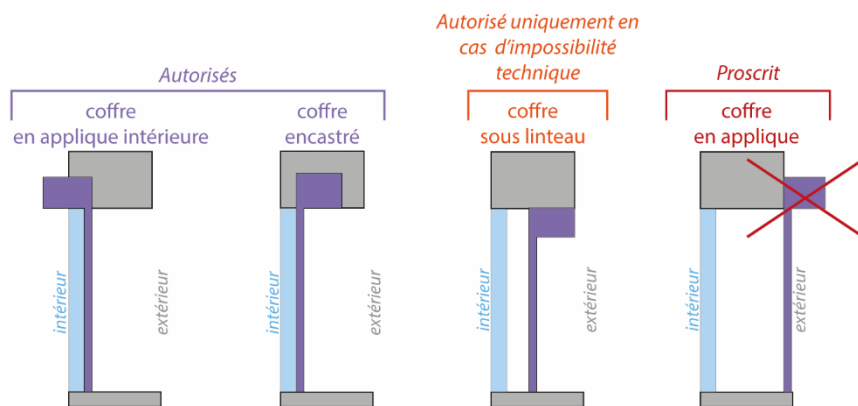 Autorisés
coffre
en applique intérieure
coffre
encastré
Autorisé uniquement en
cas d'impossibilité
technique
coffre
sous linteau
Proscrit
coffre
en applique
intérieur
extérieur
intérieur
extérieur
intérieur
extérieur
intérieur
extérieur